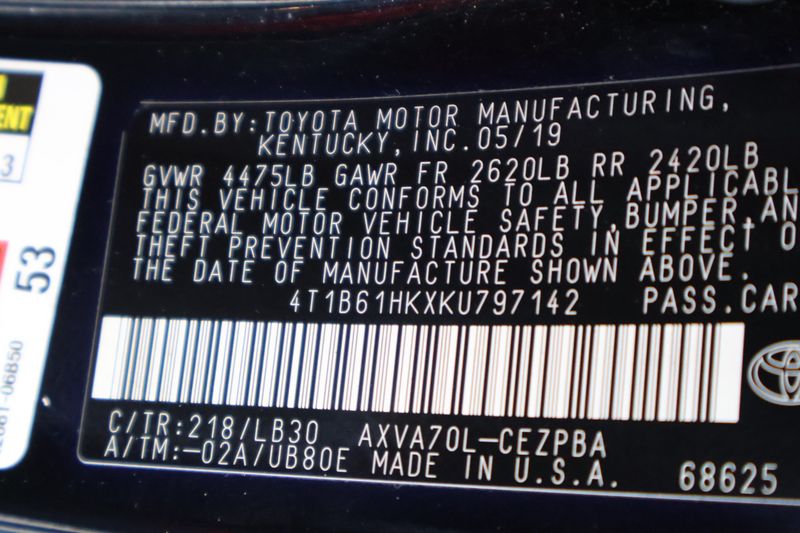 MFD.BY:TOYOTA MOTOR MANUFACTURING,
KENTUCKY,INC.05/19
GVWR 4475LB GAWR FR 2620LB RR 2420LB
THIS VEHICLE CONFORMS TO ALL APPLICABL
FEDERAL MOTOR VEHICLE SAFETY,BUMPER,AN
THEFT PREVENTION STANDARDS IN EFFECT O
THE DATE OF MANUFACTURE SHOWN ABOVE.
4T1B61HKXKU797142 PASS.CAR
C/TR:218/LB30 AXVA70L-CEZPBA
A/TM:-02A/UB80E MADE IN U.S.A. 68625
ENT
3
53